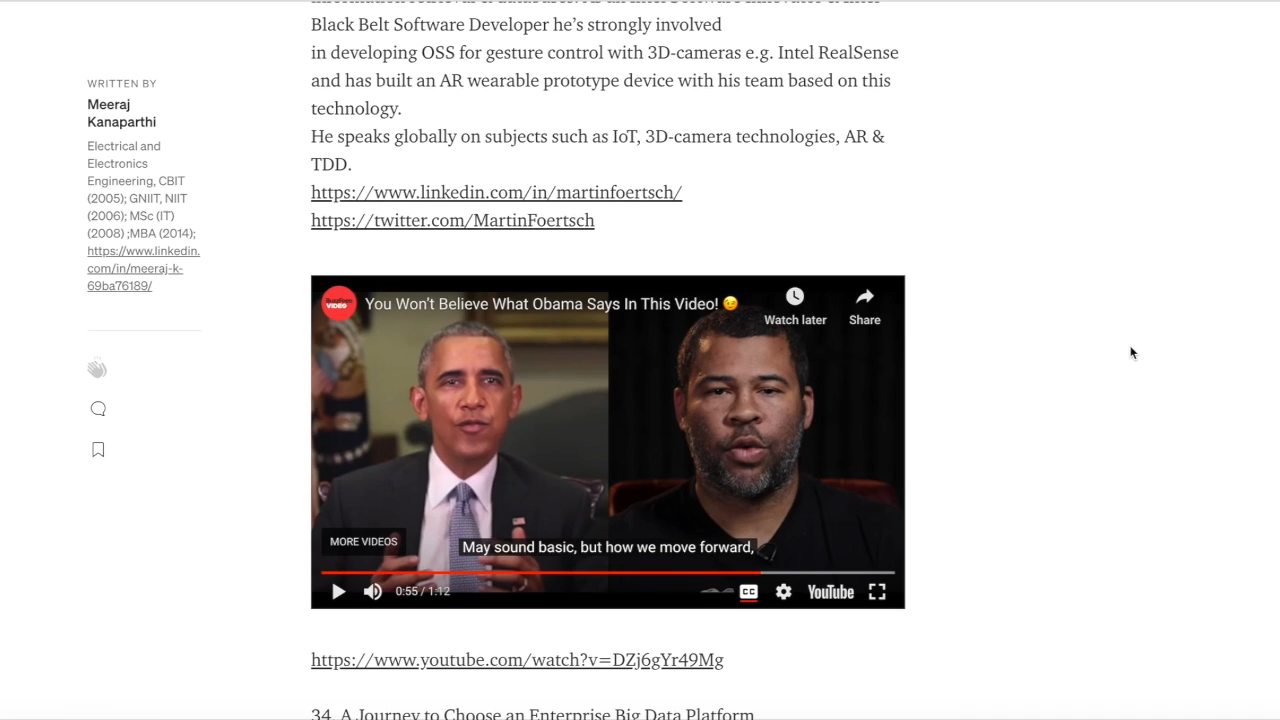 Black Belt Software Developer he's strongly involved
in developing OSS for gesture control with 3D-cameras e.g. Intel RealSense
and has built an AR wearable prototype device with his team based on this
technology.
He speaks globally on subjects such as IoT, 3D-camera technologies, AR &
TDD.
https://www.linkedin.com/in/martinfoertsch/
https://twitter.com/MartinFoertsch
WRITTEN BY
Meeraj
Kanaparthi
Electrical and
Electronics
Engineering, CBIT
(2005); GNIIT, NIIT
(2006); MSc (IT)
(2008) ;MBA (2014);
https://www.linkedin.
com/in/meeraj-k-
69ba76189/
BuzzFeed
VIDEO
You Won't Believe What Obama Says In This Video! 😉
Watch later
Share
MORE VIDEOS
May sound basic, but how we move forward,
0:55 / 1:12
CC
YouTube
https://www.youtube.com/watch?v=DZj6gYr49Mg
34. A Journey to Choose an Enterprise Big Data Platform